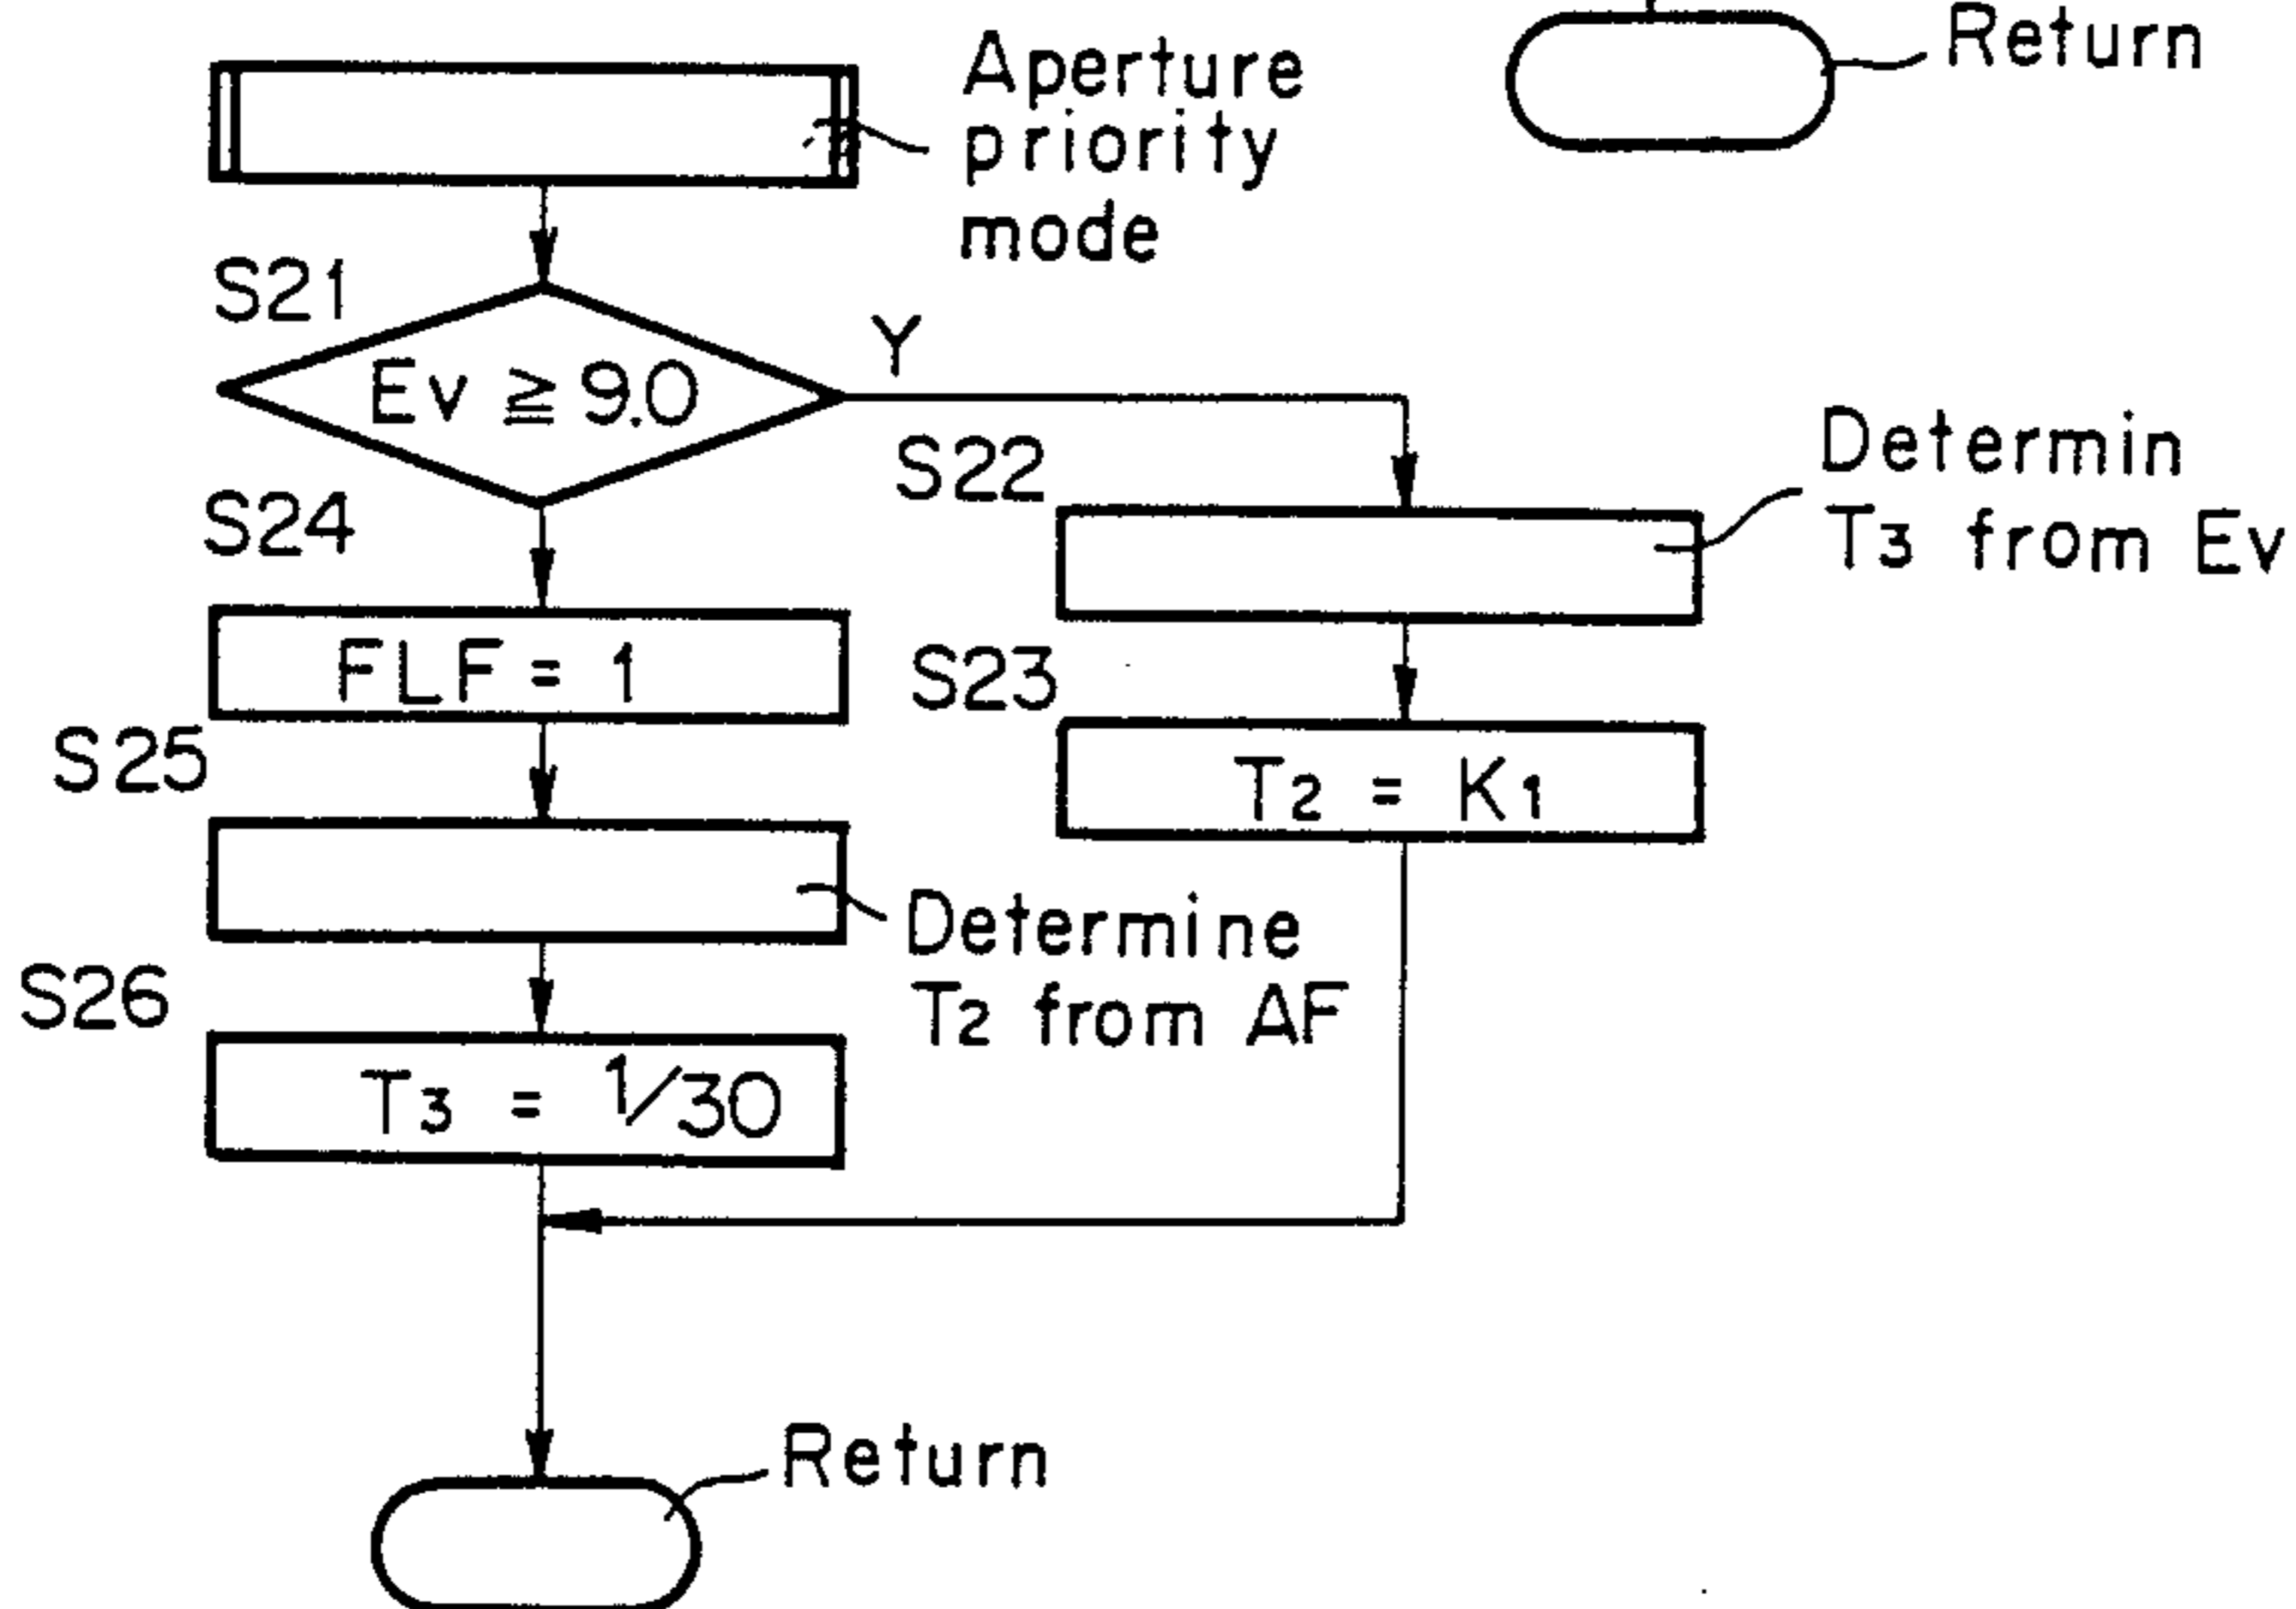 Return
Aperture
priority
mode
S21
Ev ≧ 9.0
Y
S22
Determin
T3 from Ev
S24
FLF = 1
S23
T2 = K1
S25
Determine
T2 from AF
S26
T3 = 1/30
Return